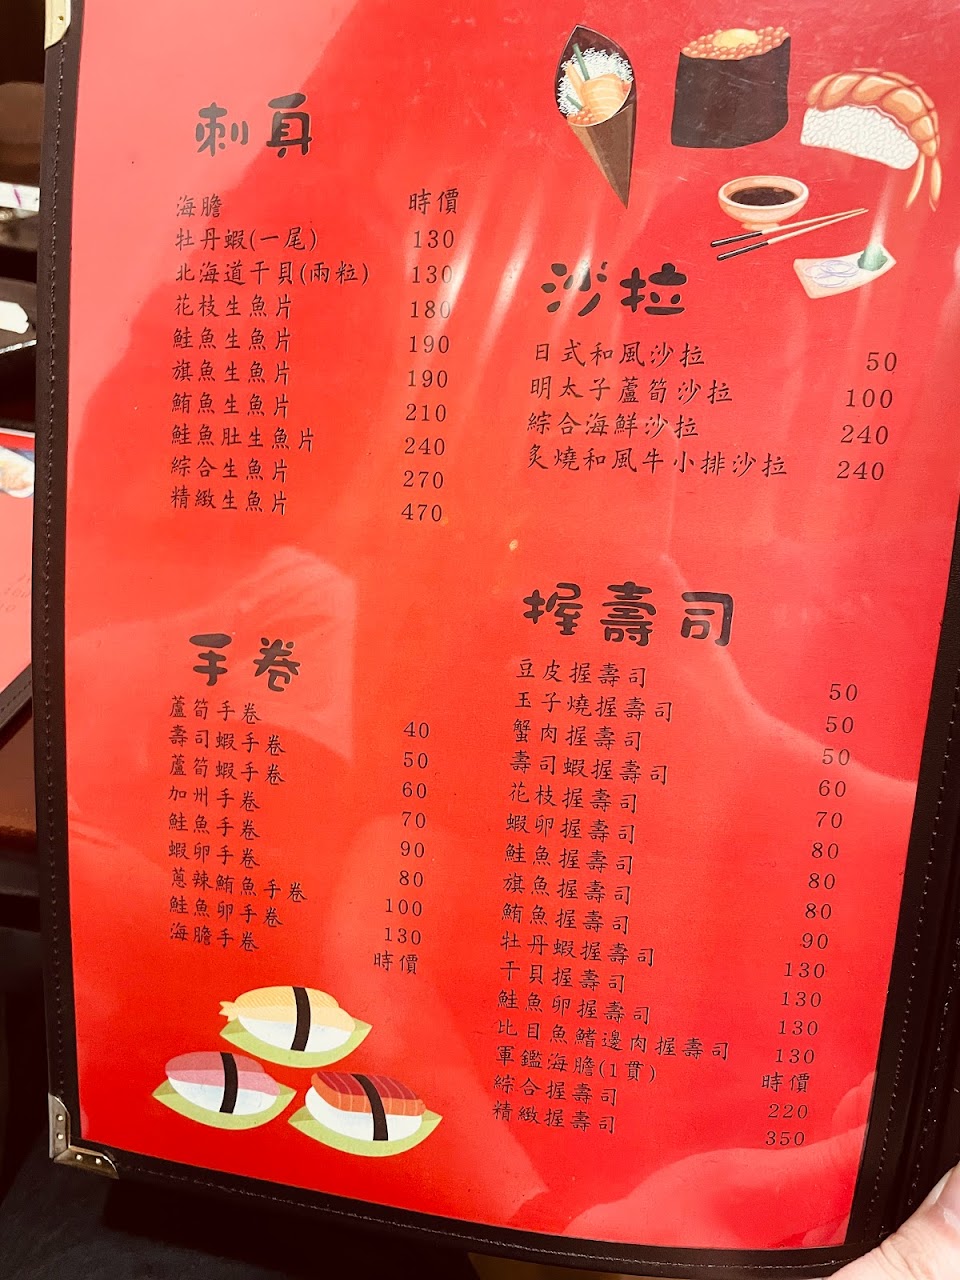 刺身
海膽 時價
牡丹蝦(一尾) 130
北海道干貝(兩粒) 130
花枝生魚片 180
鮭魚生魚片 190
旗魚生魚片 190
鮪魚生魚片 210
鮭魚肚生魚片 240
綜合生魚片 270
精緻生魚片 470
沙拉
日式和風沙拉 50
明太子蘆筍沙拉 100
綜合海鮮沙拉 240
炙燒和風牛小排沙拉 240
手卷
蘆筍手卷 40
壽司蝦手卷 50
蘆筍蝦手卷 60
加州手卷 70
鮭魚手卷 90
蝦卵手卷 80
蔥辣鮪魚手卷 100
鮭魚卵手卷 130
海膽手卷 時價
握壽司
豆皮握壽司 50
玉子燒握壽司 50
蟹肉握壽司 50
壽司蝦握壽司 60
花枝握壽司 70
蝦卵握壽司 80
鮭魚握壽司 80
旗魚握壽司 80
鮪魚握壽司 90
牡丹蝦握壽司 130
干貝握壽司 130
鮭魚卵握壽司 130
比目魚鰭邊肉握壽司 130
軍鑑海膽(1貫) 時價
綜合握壽司 220
精緻握壽司 350